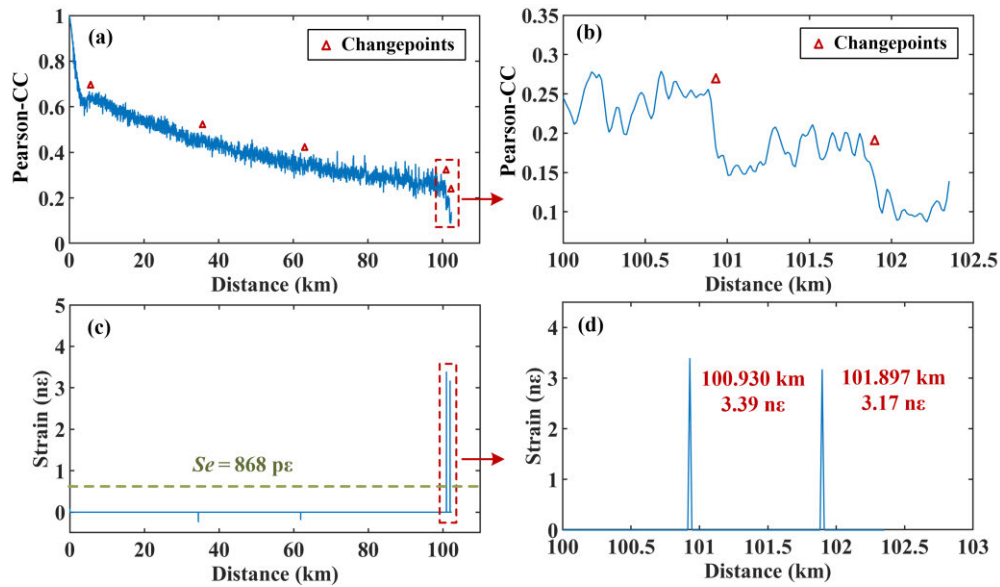 (a)
Changepoints
Pearson-CC
1
0.8
0.6
0.4
0.2
0
0 20 40 60 80 100
Distance (km)
(b)
Changepoints
Pearson-CC
0.35
0.3
0.25
0.2
0.15
0.1
100 100.5 101 101.5 102 102.5
Distance (km)
(c)
Strain (nε)
5
4
3
2
1
0
Se = 868 pε
0 20 40 60 80 100
Distance (km)
(d)
Strain (nε)
4
3
2
1
0
100.930 km
3.39 nε
101.897 km
3.17 nε
100 100.5 101 101.5 102 102.5 103
Distance (km)